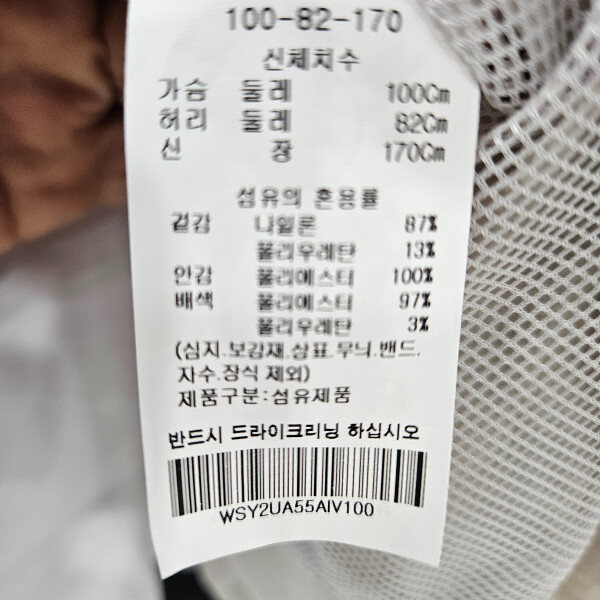 100-82-170
신체치수
가슴 둘레 100Cm
허리 둘레 82Cm
신 장 170Cm
섬유의 혼용률
겉감 나일론 87%
폴리우레탄 13%
안감 폴리에스터 100%
배색 폴리에스터 97%
폴리우레탄 3%
(심지.보강재.상표.무늬.밴드.
자수.장식 제외)
제품구분:섬유제품
반드시 드라이크리닝 하십시오
WSY2UA55AIV100